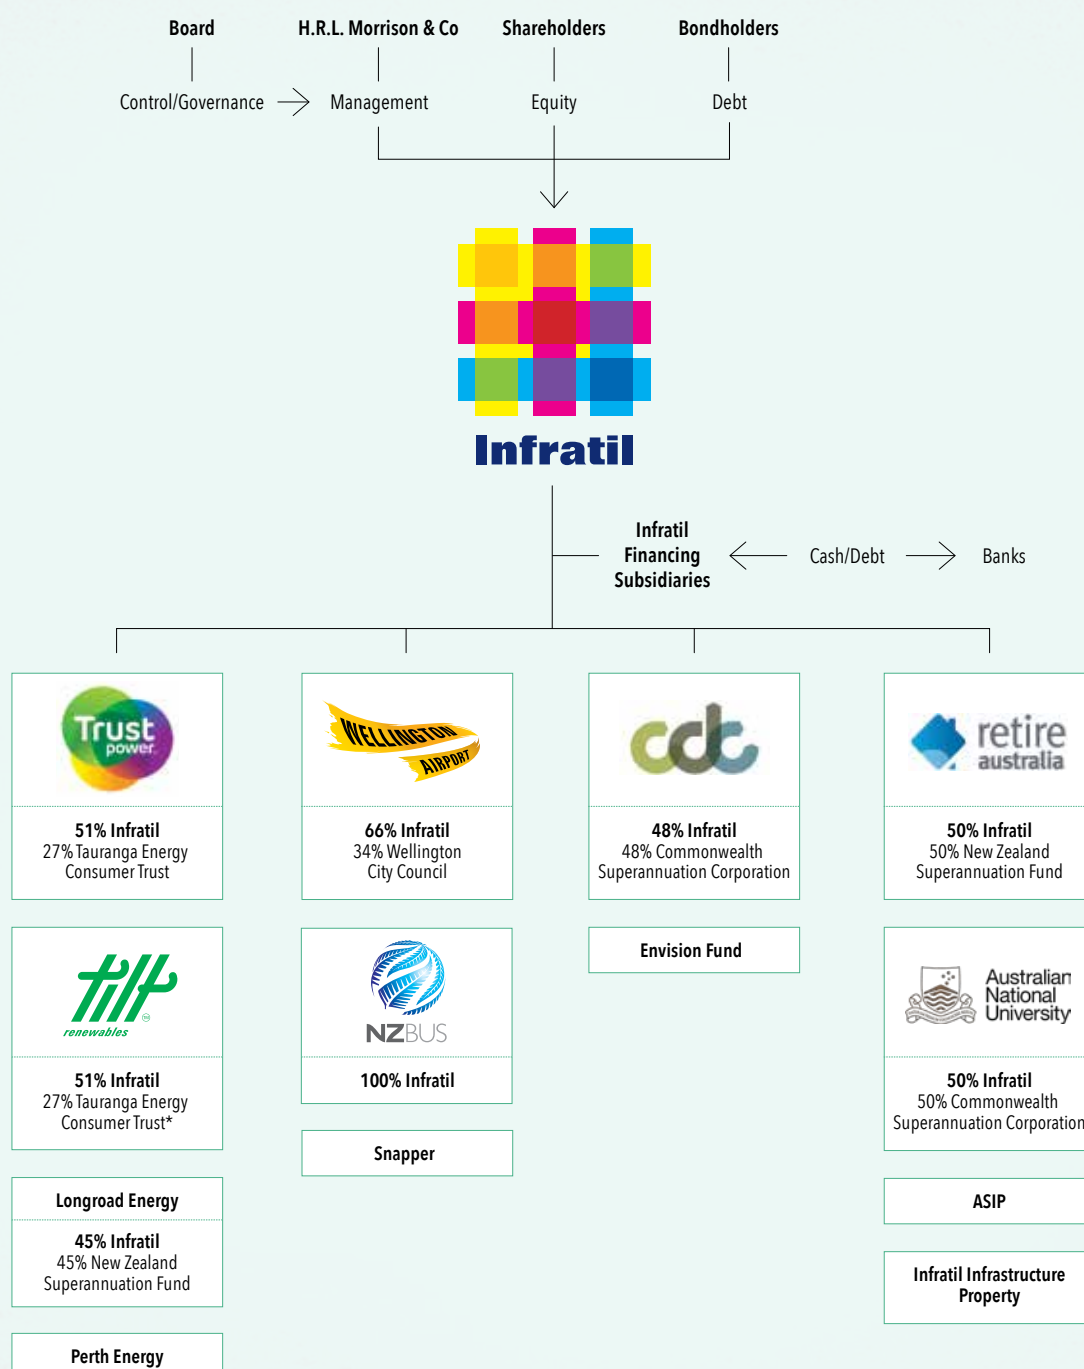 Board
H.R.L. Morrison & Co
Shareholders
Bondholders
Control/Governance
Management
Equity
Debt
Infratil
Infratil
Financing
Subsidiaries
Cash/Debt
Banks
Trust
power
51% Infratil
27% Tauranga Energy
Consumer Trust
WELLINGTON
AIRPORT
66% Infratil
34% Wellington
City Council
cdc
48% Infratil
48% Commonwealth
Superannuation Corporation
retire
australia
50% Infratil
50% New Zealand
Superannuation Fund
tilt
renewables
51% Infratil
27% Tauranga Energy
Consumer Trust*
NZBUS
100% Infratil
Envision Fund
Australian
National
University
50% Infratil
50% Commonwealth
Superannuation Corporation
Snapper
Longroad Energy
45% Infratil
45% New Zealand
Superannuation Fund
ASIP
Infratil Infrastructure
Property
Perth Energy